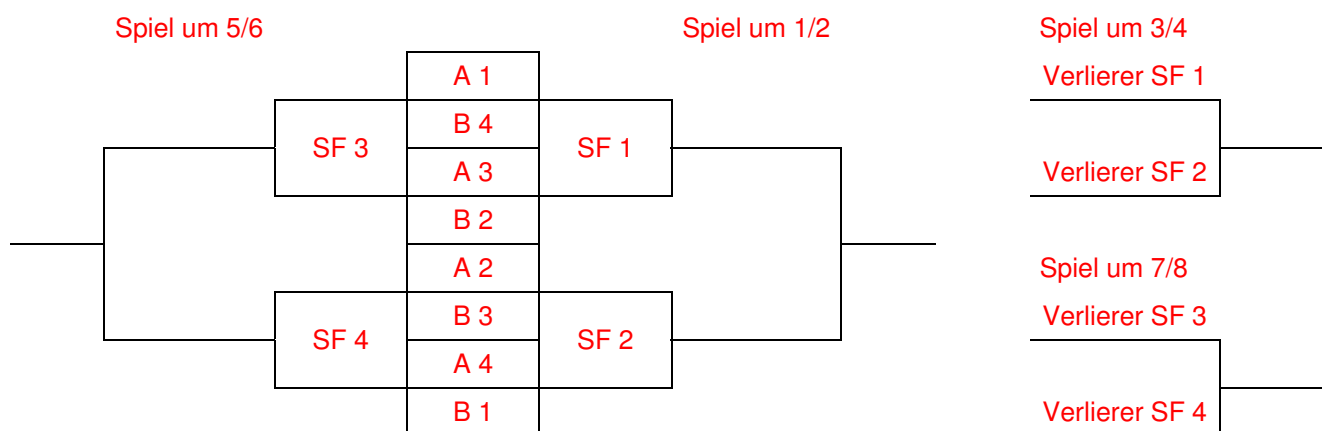 Spiel um 5/6
Spiel um 1/2
Spiel um 3/4
A 1
Verlierer SF 1
B 4
SF 3
SF 1
A 3
Verlierer SF 2
B 2
A 2
Spiel um 7/8
B 3
Verlierer SF 3
SF 4
SF 2
A 4
B 1
Verlierer SF 4